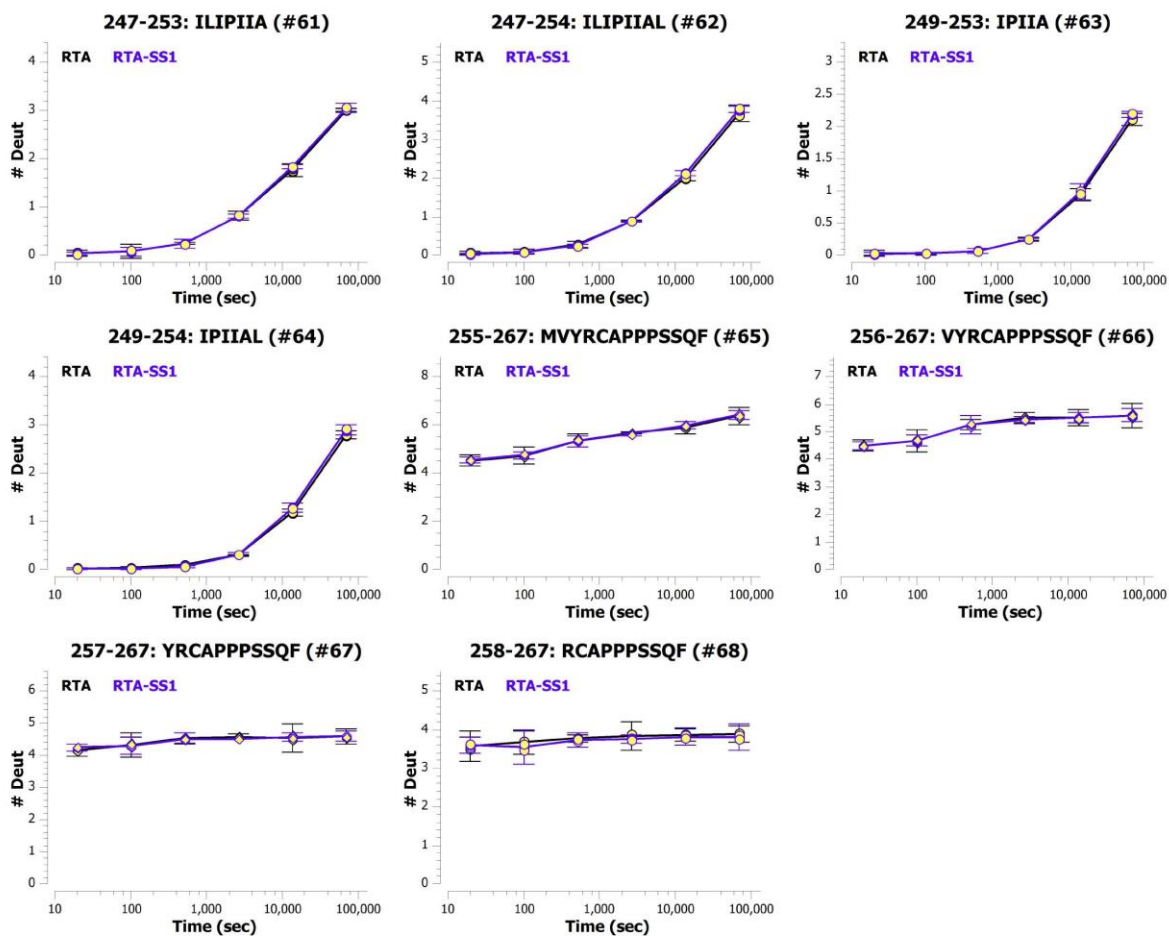 247-253: ILIPIIA (#61)
RTA RTA-SS1
# Deut
4
3
2
1
0
10 100 1,000 10,000 100,000
Time (sec)
247-254: ILIPIIAL (#62)
RTA RTA-SS1
# Deut
5
4
3
2
1
0
10 100 1,000 10,000 100,000
Time (sec)
249-253: IPIIA (#63)
RTA RTA-SS1
# Deut
3
2.5
2
1.5
1
0.5
0
10 100 1,000 10,000 100,000
Time (sec)
249-254: IPIIAL (#64)
RTA RTA-SS1
# Deut
4
3
2
1
0
10 100 1,000 10,000 100,000
Time (sec)
255-267: MVYRCAPPPSSQF (#65)
RTA RTA-SS1
# Deut
8
6
4
2
0
10 100 1,000 10,000 100,000
Time (sec)
256-267: VYRCAPPPSSQF (#66)
RTA RTA-SS1
# Deut
7
6
5
4
3
2
1
0
10 100 1,000 10,000 100,000
Time (sec)
257-267: YRCAPPPSSQF (#67)
RTA RTA-SS1
# Deut
6
5
4
3
2
1
0
10 100 1,000 10,000 100,000
Time (sec)
258-267: RCAPPPSSQF (#68)
RTA RTA-SS1
# Deut
5
4
3
2
1
0
10 100 1,000 10,000 100,000
Time (sec)